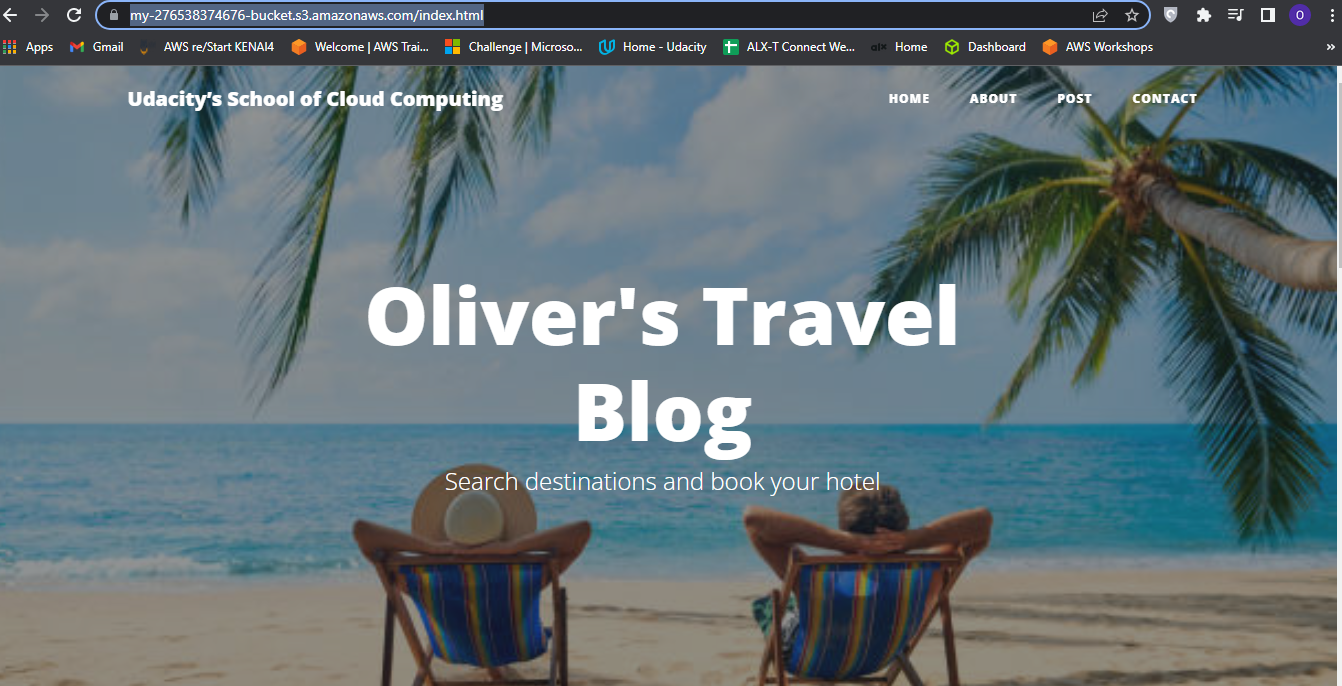 my-276538374676-bucket.s3.amazonaws.com/index.html
O
Apps Gmail AWS re/Start KENAI4 Welcome | AWS Trai... Challenge | Microso... Home - Udacity ALX-T Connect We... alx Home Dashboard AWS Workshops »
Udacity's School of Cloud Computing
HOME ABOUT POST CONTACT
Oliver's Travel
Blog
Search destinations and book your hotel